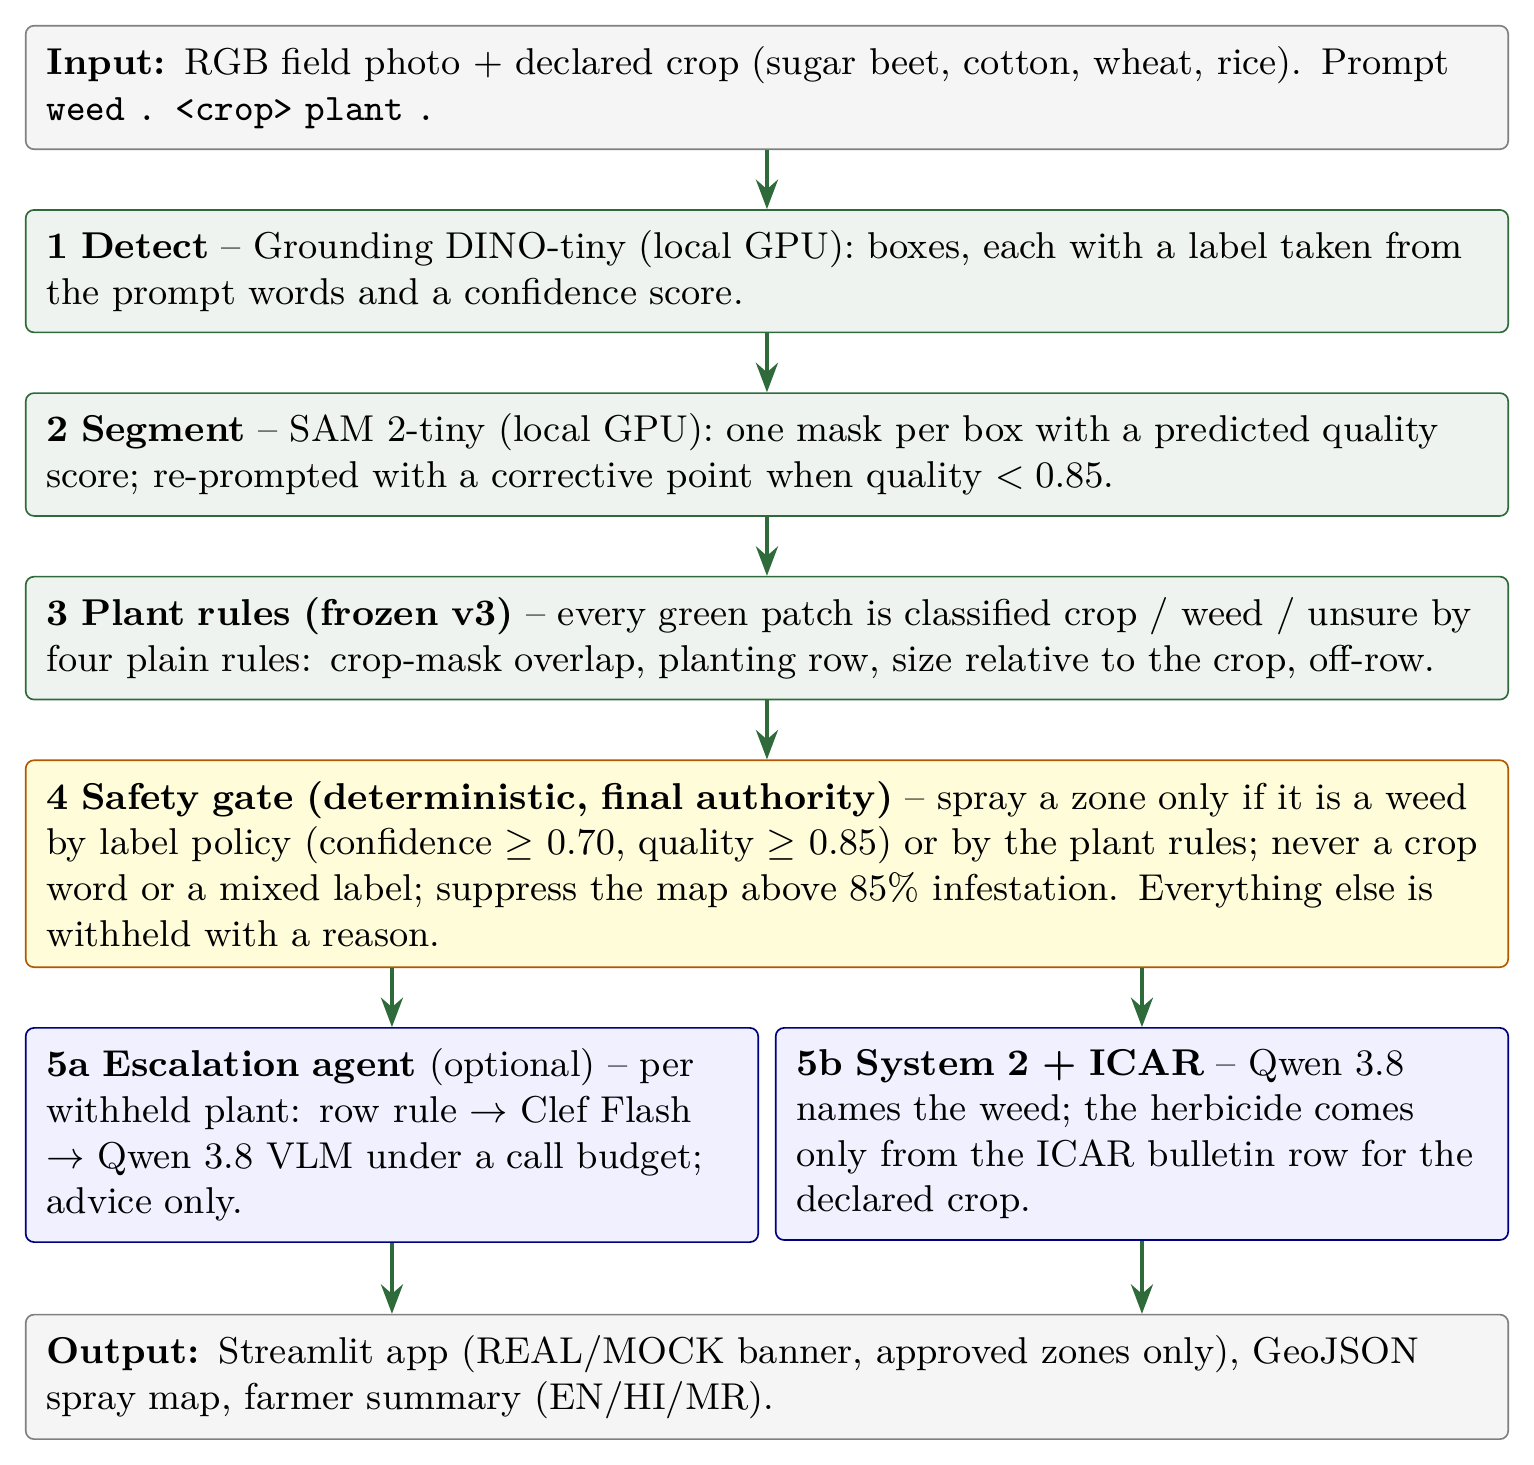 Input: RGB field photo + declared crop (sugar beet, cotton, wheat, rice). Prompt
weed . <crop> plant .
1 Detect – Grounding DINO-tiny (local GPU): boxes, each with a label taken from
the prompt words and a confidence score.
2 Segment – SAM 2-tiny (local GPU): one mask per box with a predicted quality
score; re-prompted with a corrective point when quality < 0.85.
3 Plant rules (frozen v3) – every green patch is classified crop / weed / unsure by
four plain rules: crop-mask overlap, planting row, size relative to the crop, off-row.
4 Safety gate (deterministic, final authority) – spray a zone only if it is a weed
by label policy (confidence ≥ 0.70, quality ≥ 0.85) or by the plant rules; never a crop
word or a mixed label; suppress the map above 85% infestation. Everything else is
withheld with a reason.
5a Escalation agent (optional) – per
withheld plant: row rule → Clef Flash
→ Qwen 3.8 VLM under a call budget;
advice only.
5b System 2 + ICAR – Qwen 3.8
names the weed; the herbicide comes
only from the ICAR bulletin row for the
declared crop.
Output: Streamlit app (REAL/MOCK banner, approved zones only), GeoJSON
spray map, farmer summary (EN/HI/MR).